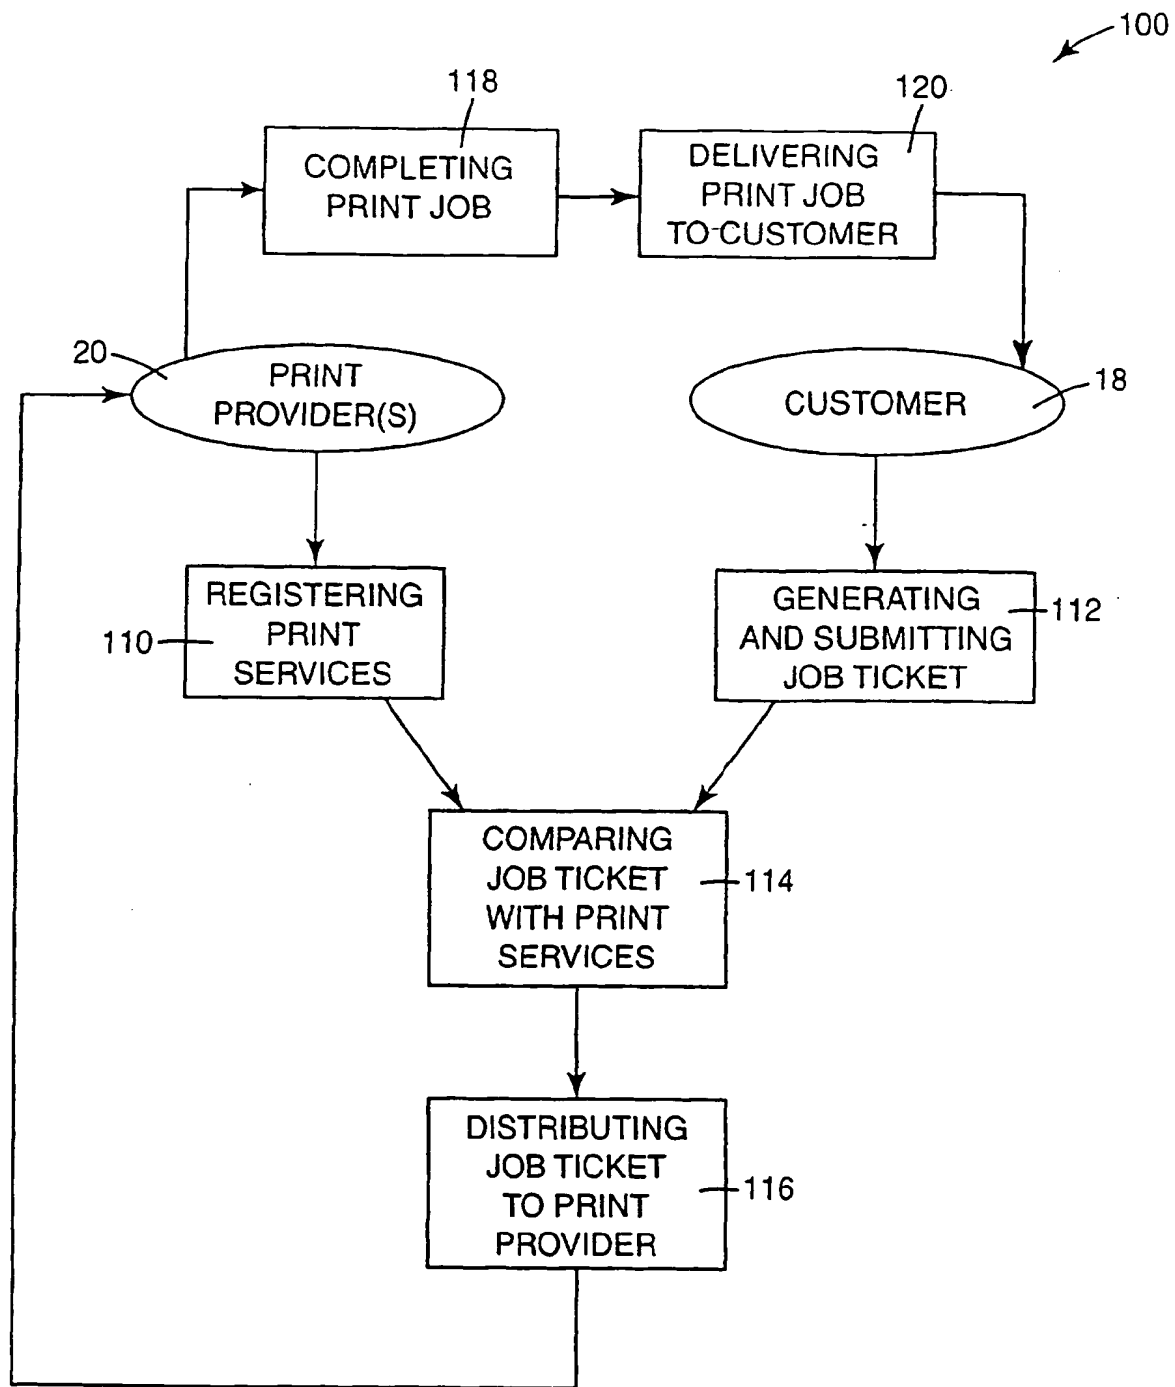 100
118
120
COMPLETING
PRINT JOB
DELIVERING
PRINT JOB
TO-CUSTOMER
20
PRINT
PROVIDER(S)
CUSTOMER
18
REGISTERING
PRINT
SERVICES
110
GENERATING
AND SUBMITTING
JOB TICKET
112
COMPARING
JOB TICKET
WITH PRINT
SERVICES
114
DISTRIBUTING
JOB TICKET
TO PRINT
PROVIDER
116